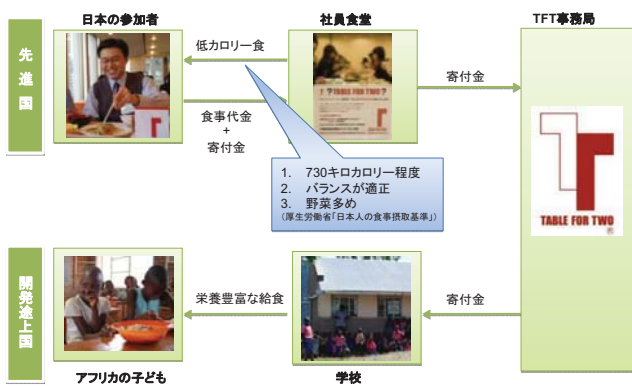 日本の参加者
社員食堂
TFT事務局
先進国
低カロリー食
寄付金
食事代金
+
寄付金
TABLE FOR TWO
1. 730キロカロリー程度
2. バランスが適正
3. 野菜多め
(厚生労働省「日本人の食事摂取基準」)
TABLE FOR TWO
®
開発途上国
栄養豊富な給食
寄付金
アフリカの子ども
学校